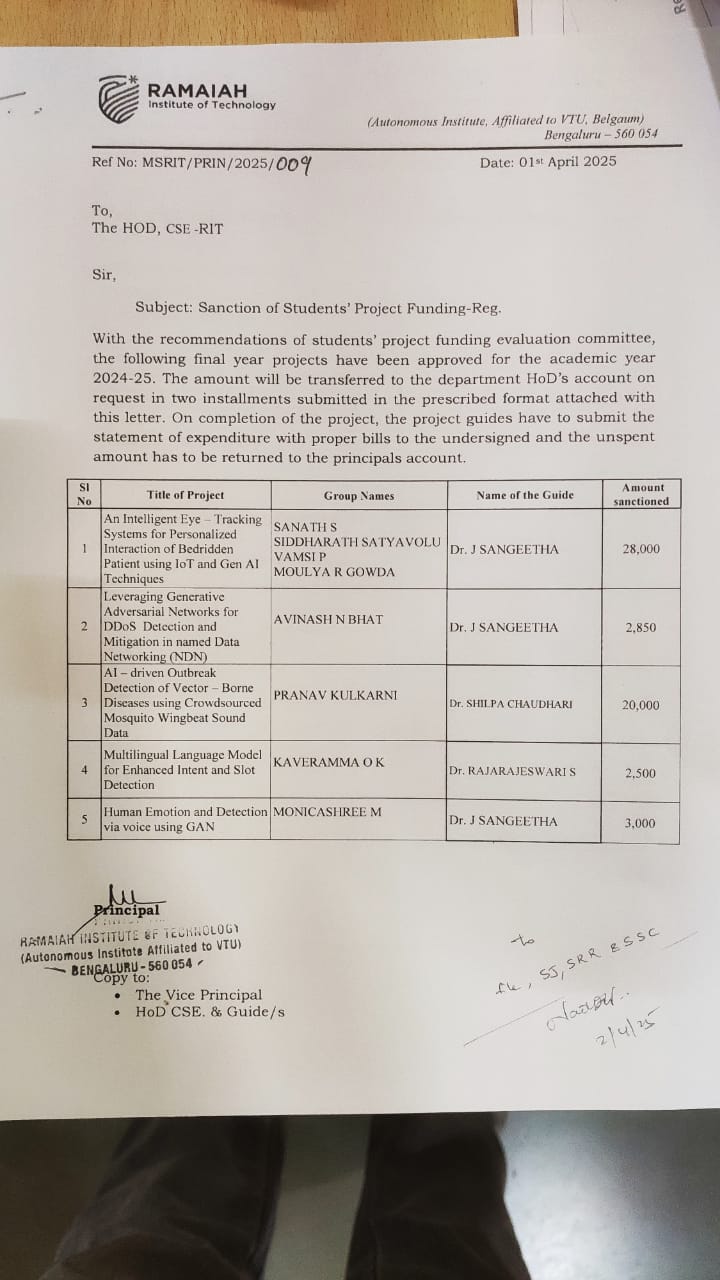 RAMAIAH
Institute of Technology
(Autonomous Institute, Affiliated to VTU, Belgaum)
Bengaluru – 560 054
Ref No: MSRIT/PRIN/2025/009
Date: 01st April 2025
To,
The HOD, CSE -RIT
Sir,
Subject: Sanction of Students' Project Funding-Reg.
With the recommendations of students' project funding evaluation committee,
the following final year projects have been approved for the academic year
2024-25. The amount will be transferred to the department HoD's account on
request in two installments submitted in the prescribed format attached with
this letter. On completion of the project, the project guides have to submit the
statement of expenditure with proper bills to the undersigned and the unspent
amount has to be returned to the principals account.
Sl No Title of Project Group Names Name of the Guide Amount sanctioned
1
An Intelligent Eye – Tracking
Systems for Personalized
Interaction of Bedridden
Patient using IoT and Gen AI
Techniques
SANATH S
SIDDHARATH SATYAVOLU
VAMSI P
MOULYA R GOWDA
Dr. J SANGEETHA
28,000
2
Leveraging Generative
Adversarial Networks for
DDoS Detection and
Mitigation in named Data
Networking (NDN)
AVINASH N BHAT
Dr. J SANGEETHA
2,850
3
AI – driven Outbreak
Detection of Vector – Borne
Diseases using Crowdsourced
Mosquito Wingbeat Sound
Data
PRANAV KULKARNI
Dr. SHILPA CHAUDHARI
20,000
4
Multilingual Language Model
for Enhanced Intent and Slot
Detection
KAVERAMMA O K
Dr. RAJARAJESWARI S
2,500
5
Human Emotion and Detection
via voice using GAN
MONICASHREE M
Dr. J SANGEETHA
3,000
Principal
RAMAIAH INSTITUTE OF TECHNOLOGY
(Autonomous Institute Affiliated to VTU)
BENGALURU - 560 054
Copy to:
• The Vice Principal
• HoD CSE. & Guide/s
to
SJ, SRR & SSC
2/4/25